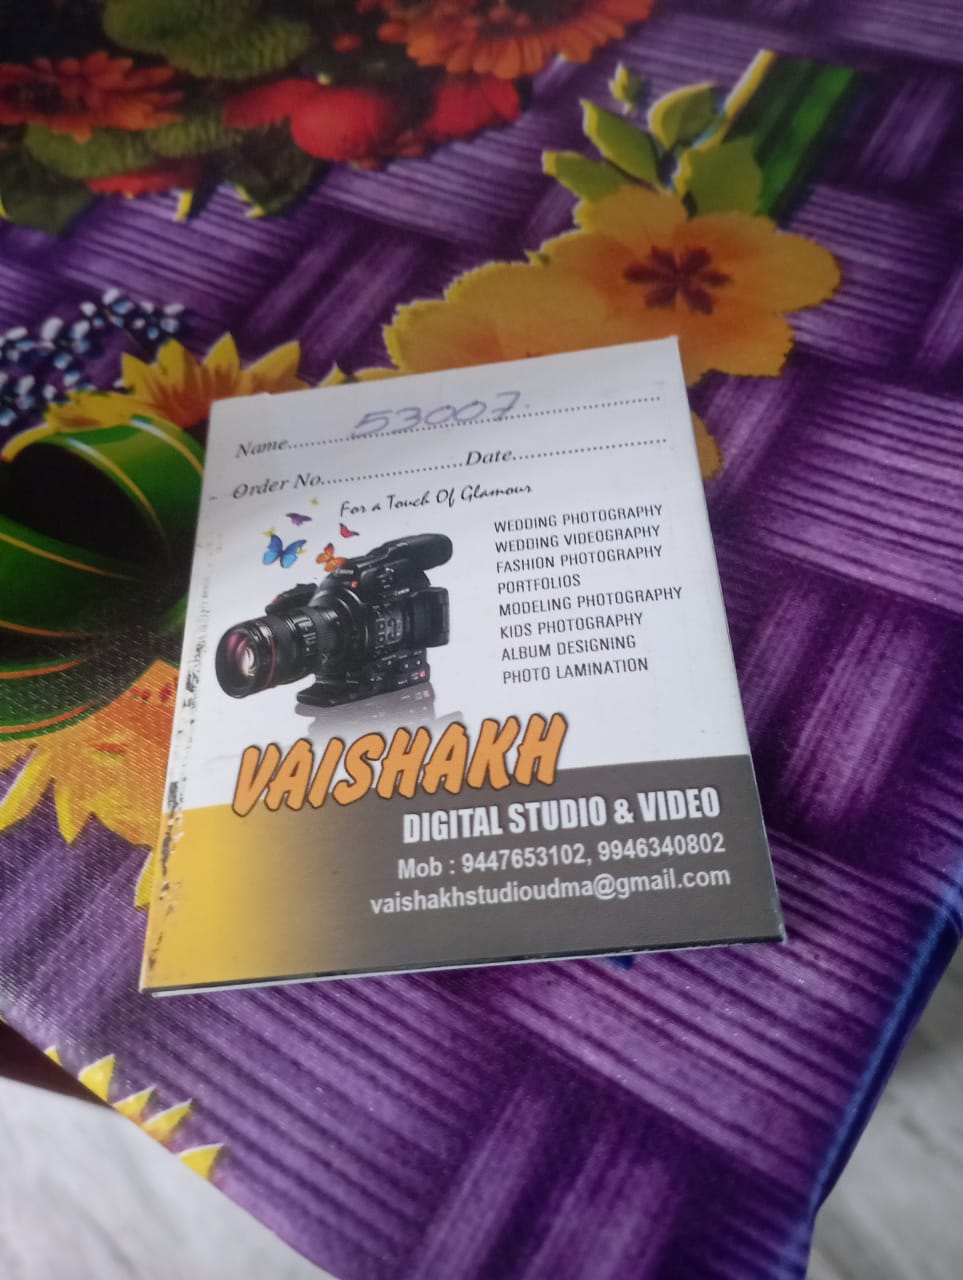 Name.................53007..................
Order No........................Date..........................
For a Touch Of Glamour
WEDDING PHOTOGRAPHY
WEDDING VIDEOGRAPHY
FASHION PHOTOGRAPHY
PORTFOLIOS
MODELING PHOTOGRAPHY
KIDS PHOTOGRAPHY
ALBUM DESIGNING
PHOTO LAMINATION
Canon
VAISHAKH
DIGITAL STUDIO & VIDEO
Mob : 9447653102, 9946340802
vaishakhstudioudma@gmail.com